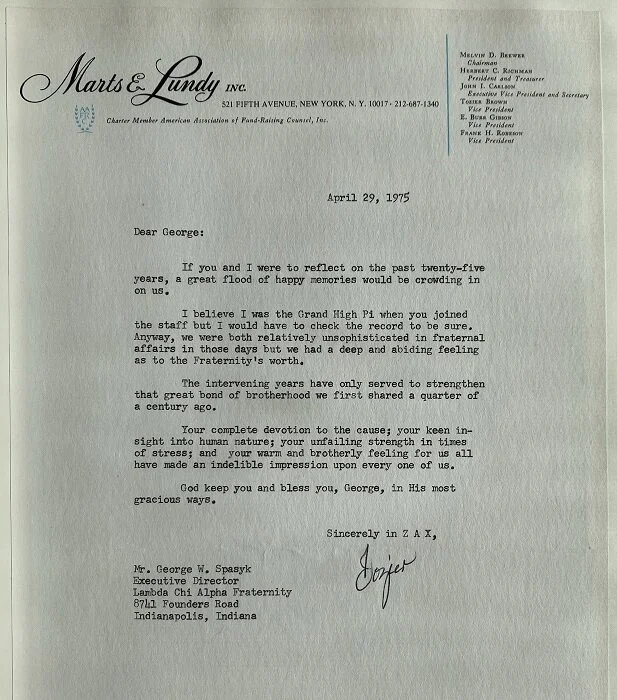 Marts & Lundy INC.
521 FIFTH AVENUE, NEW YORK, N. Y. 10017 · 212-687-1340
Charter Member American Association of Fund-Raising Counsel, Inc.
MELVIN D. BREWER
Chairman
HERBERT C. RICHMAN
President and Treasurer
JOHN I. CARLSON
Executive Vice President and Secretary
TOZIER BROWN
Vice President
E. BURR GIBSON
Vice President
FRANK H. ROBESON
Vice President
April 29, 1975
Dear George:
If you and I were to reflect on the past twenty-five
years, a great flood of happy memories would be crowding in
on us.
I believe I was the Grand High Pi when you joined
the staff but I would have to check the record to be sure.
Anyway, we were both relatively unsophisticated in fraternal
affairs in those days but we had a deep and abiding feeling
as to the Fraternity's worth.
The intervening years have only served to strengthen
that great bond of brotherhood we first shared a quarter of
a century ago.
Your complete devotion to the cause; your keen in-
sight into human nature; your unfailing strength in times
of stress; and your warm and brotherly feeling for us all
have made an indelible impression upon every one of us.
God keep you and bless you, George, in His most
gracious ways.
Sincerely in Z A X,
Tozier
Mr. George W. Spasyk
Executive Director
Lambda Chi Alpha Fraternity
8741 Founders Road
Indianapolis, Indiana